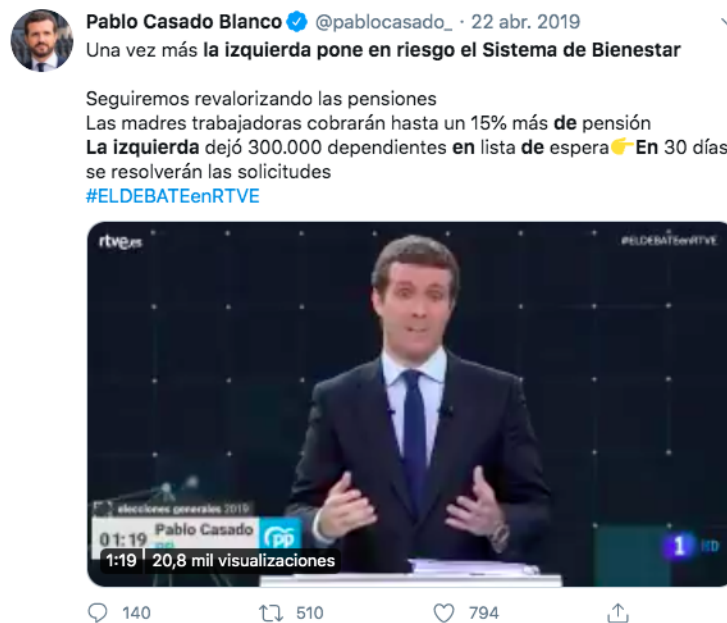 Pablo Casado Blanco @pablocasado_ · 22 abr. 2019
Una vez más la izquierda pone en riesgo el Sistema de Bienestar
Seguiremos revalorizando las pensiones
Las madres trabajadoras cobrarán hasta un 15% más de pensión
La izquierda dejó 300.000 dependientes en lista de espera👉En 30 días
se resolverán las solicitudes
#ELDEBATEenRTVE
rtve.es
#ELDEBATEenRTVE
elecciones generales 2019
01:19 Pablo Casado
PP
pp
1:19 20,8 mil visualizaciones
1 HD
140 510 794